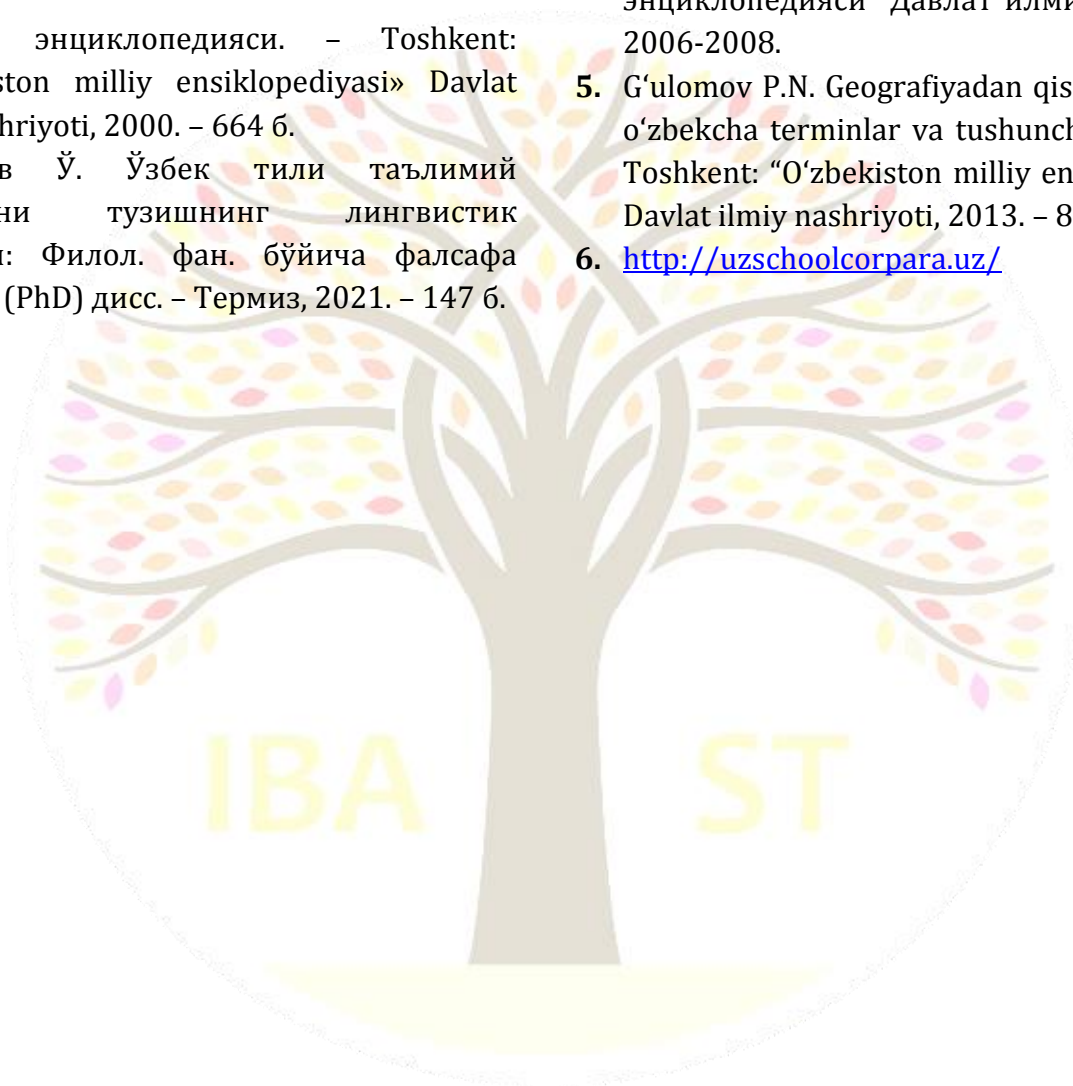 энциклопедияси. – Toshkent:
ston milliy ensiklopediyasi» Davlat
hriyoti, 2000. – 664 б.
в Ў. Ўзбек тили таълимий
ни тузишнинг лингвистик
и: Филол. фан. бўйича фалсафа
(PhD) дисс. – Термиз, 2021. – 147 б.
энциклопедияси" Давлат илми
2006-2008.
5. G‘ulomov P.N. Geografiyadan qis
o‘zbekcha terminlar va tushunch
Toshkent: “O‘zbekiston milliy en
Davlat ilmiy nashriyoti, 2013. – 8
6. http://uzschoolcorpara.uz/
IBA ST